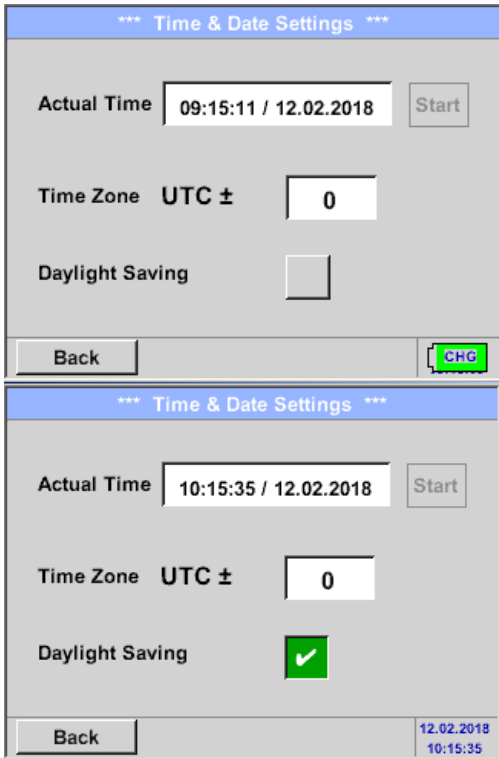 *** Time & Date Settings ***
Actual Time 09:15:11 / 12.02.2018 Start
Time Zone UTC ± 0
Daylight Saving
Back CHG
*** Time & Date Settings ***
Actual Time 10:15:35 / 12.02.2018 Start
Time Zone UTC ± 0
Daylight Saving ✔
12.02.2018
Back 10:15:35